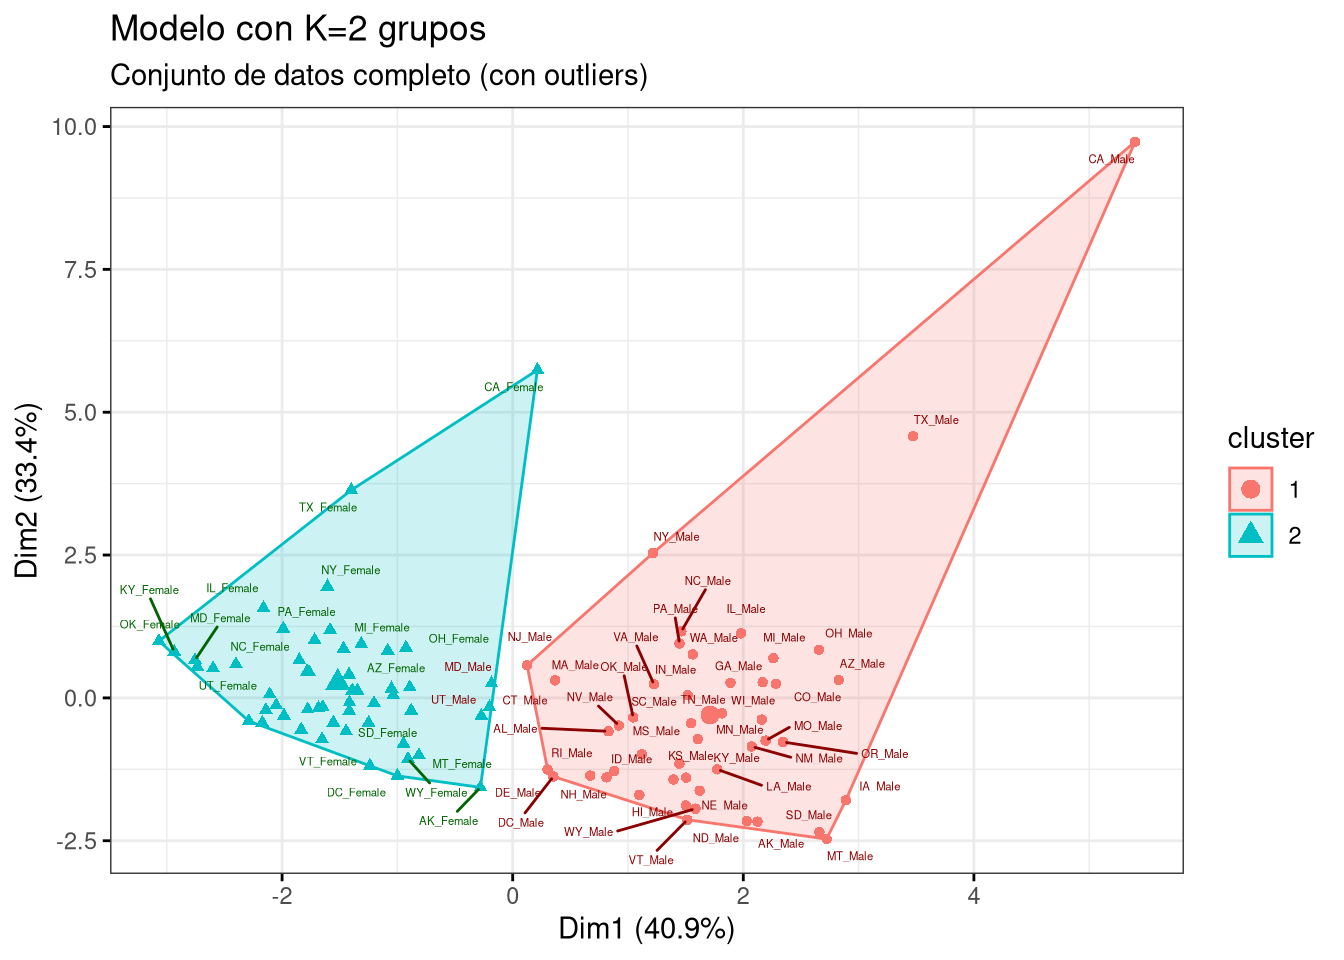 Modelo con K=2 grupos
Conjunto de datos completo (con outliers)
10.0
7.5
5.0
2.5
0.0
-2.5
Dim2 (33.4%)
-2
0
2
4
Dim1 (40.9%)
cluster
1
2
CA_Male
CA_Female
TX_Male
TX_Female
NY_Male
NY_Female
NC_Male
KY_Female
IL_Female
PA_Female
MD_Female
OK_Female
MI_Female
OH_Female
NC_Female
AZ_Female
UT_Female
SD_Female
VT_Female
MT_Female
DC_Female
WY_Female
AK_Female
PA_Male
IL_Male
NJ_Male
VA_Male
WA_Male
MI_Male
OH_Male
MD_Male
MA_Male
OK_Male
IN_Male
GA_Male
AZ_Male
UT_Male
CT_Male
NV_Male
SC_Male
TN_Male
WI_Male
CO_Male
AL_Male
MS_Male
MN_Male
MO_Male
RI_Male
ID_Male
KS_Male
KY_Male
NM_Male
OR_Male
DE_Male
NH_Male
LA_Male
IA_Male
DC_Male
HI_Male
NE_Male
SD_Male
WY_Male
ND_Male
AK_Male
VT_Male
MT_Male